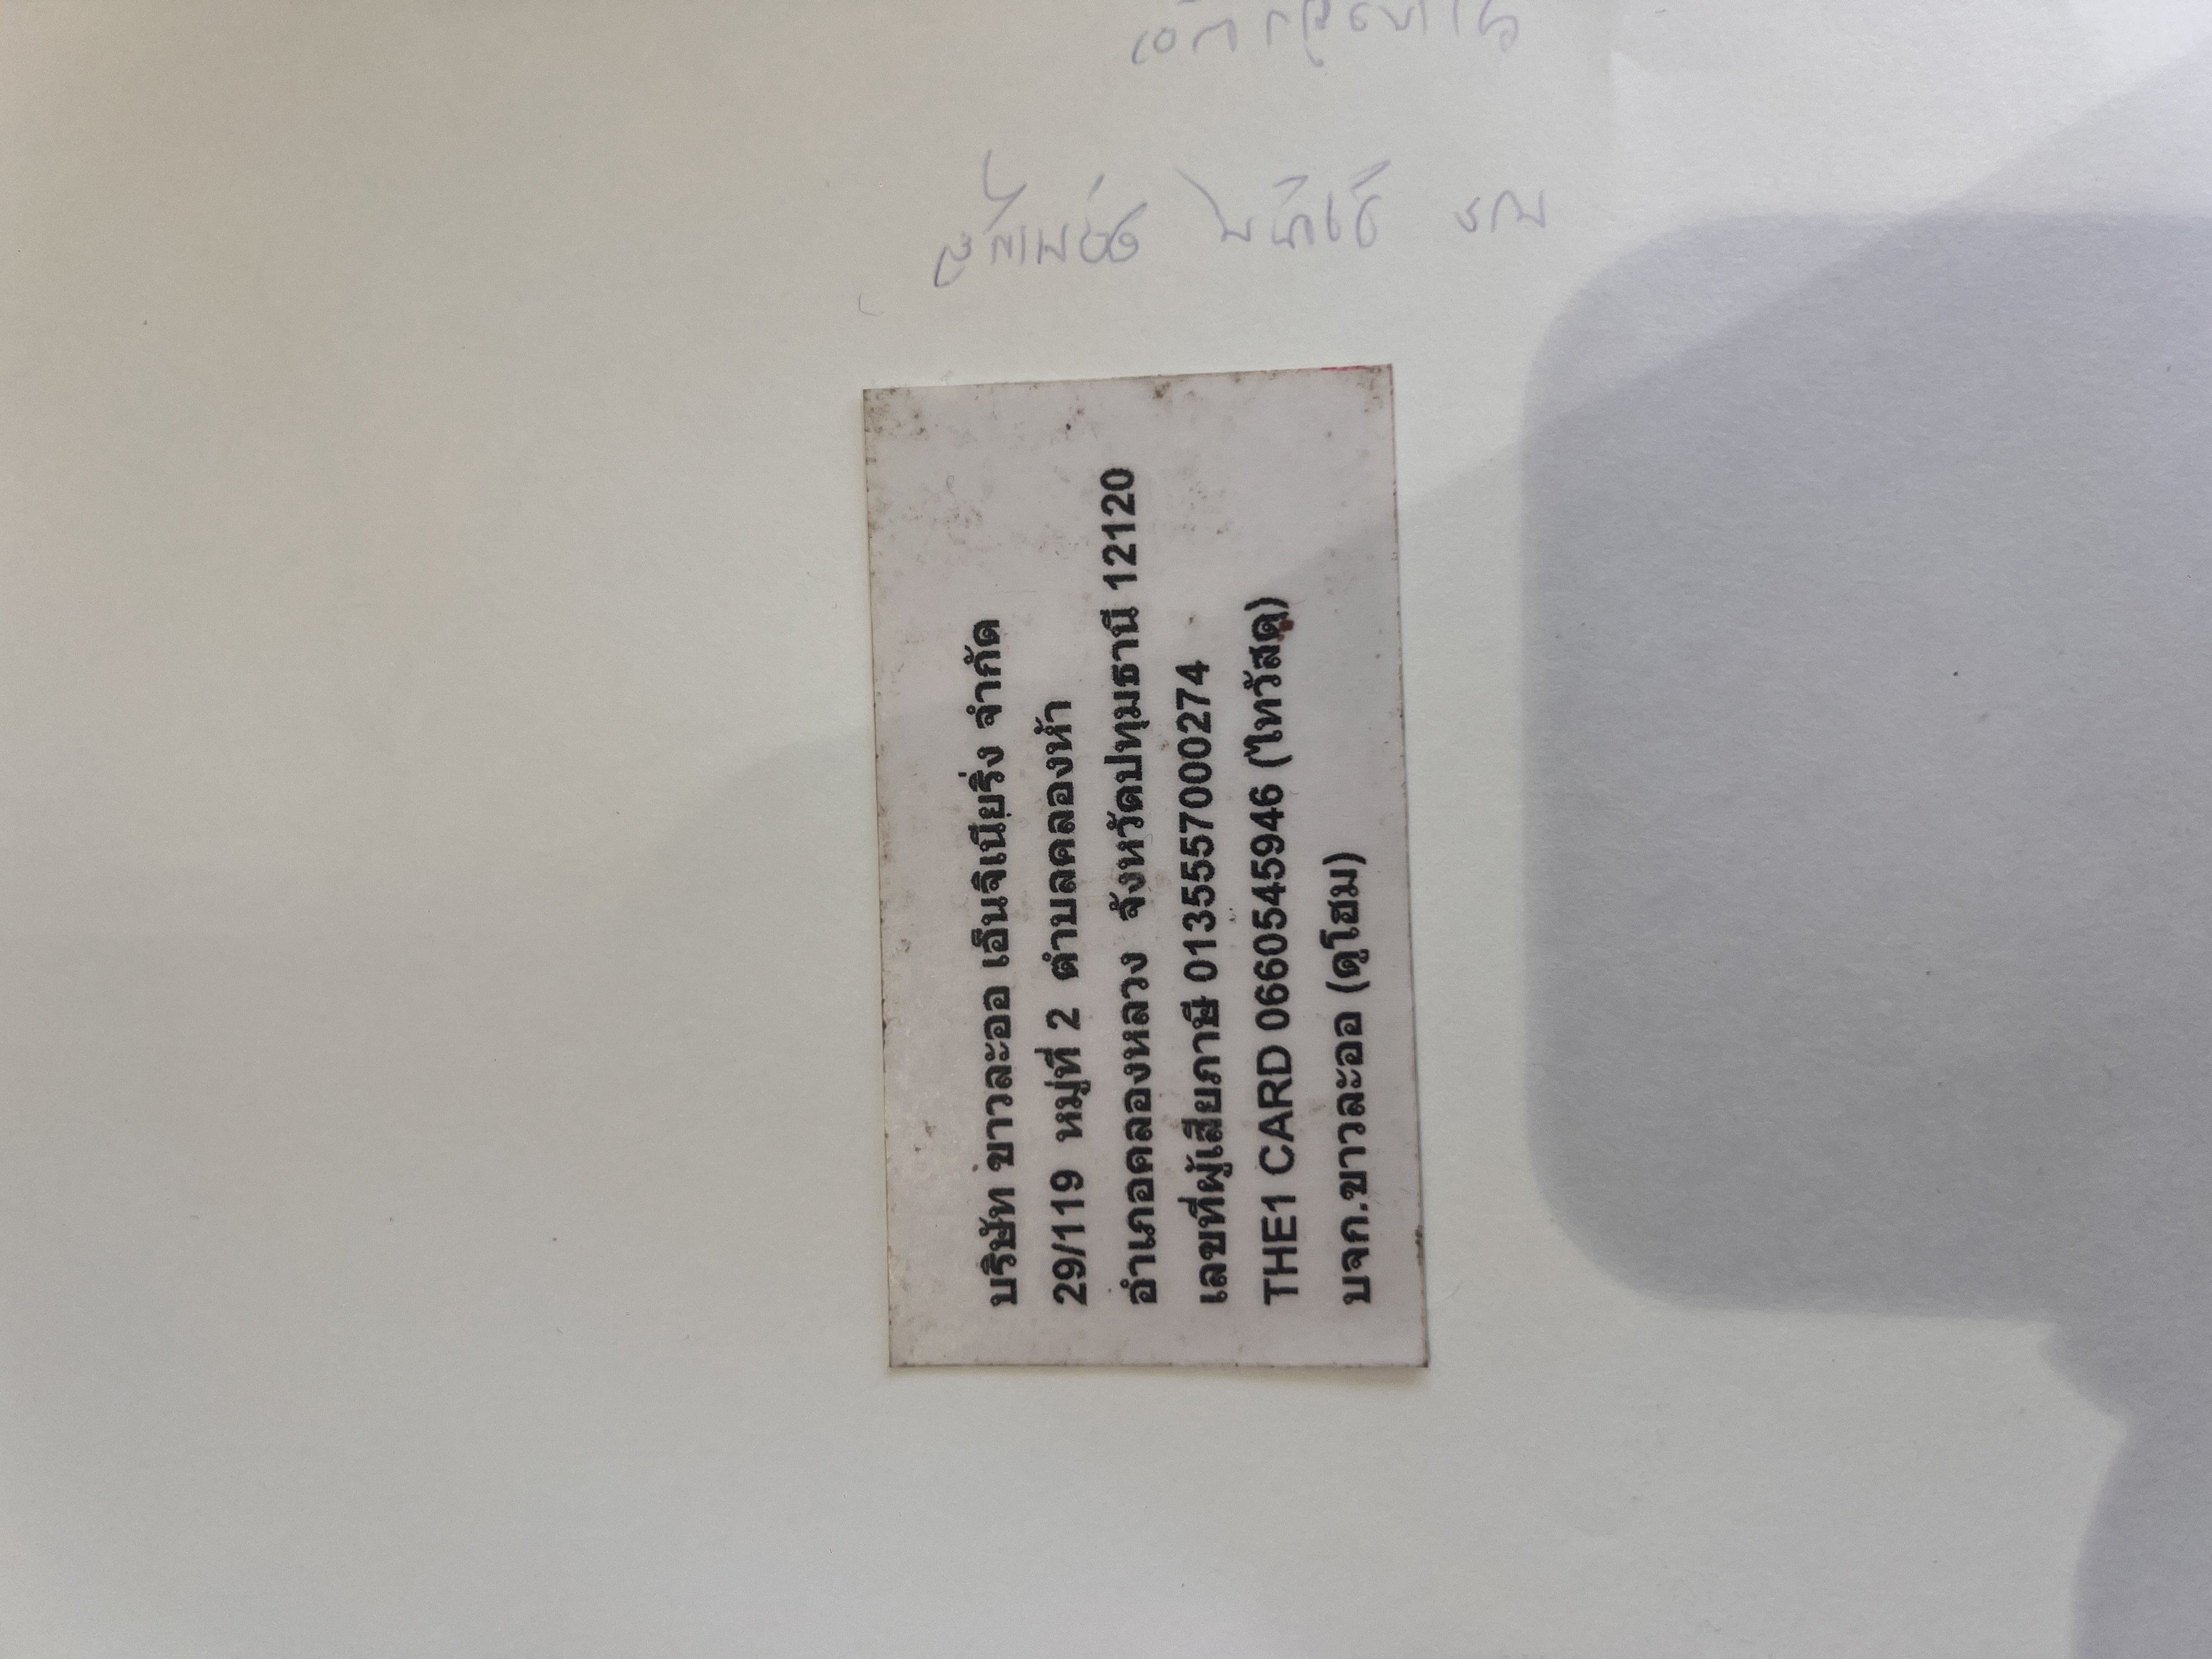 บริษัท ขาวละออ เอ็นจิเนียริ่ง จำกัด
29/119 หมู่ที่ 2 ตำบลคลองห้า
อำเภอคลองหลวง จังหวัดปทุมธานี 12120
เลขที่ผู้เสียภาษี 0135557000274
THE1 CARD 0660545946 (ไทวัสดุ)
บจก.ขาวละออ (ดูโฮม)